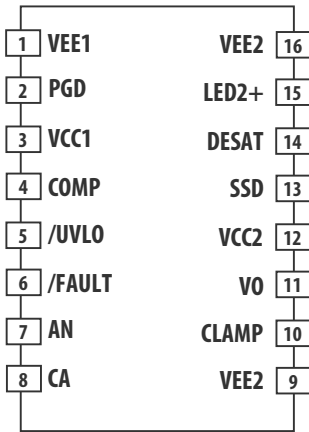 1 VEE1 VEE2 16
2 PGD LED2+ 15
3 VCC1 DESAT 14
4 COMP SSD 13
5 /UVLO VCC2 12
6 /FAULT VO 11
7 AN CLAMP 10
8 CA VEE2 9